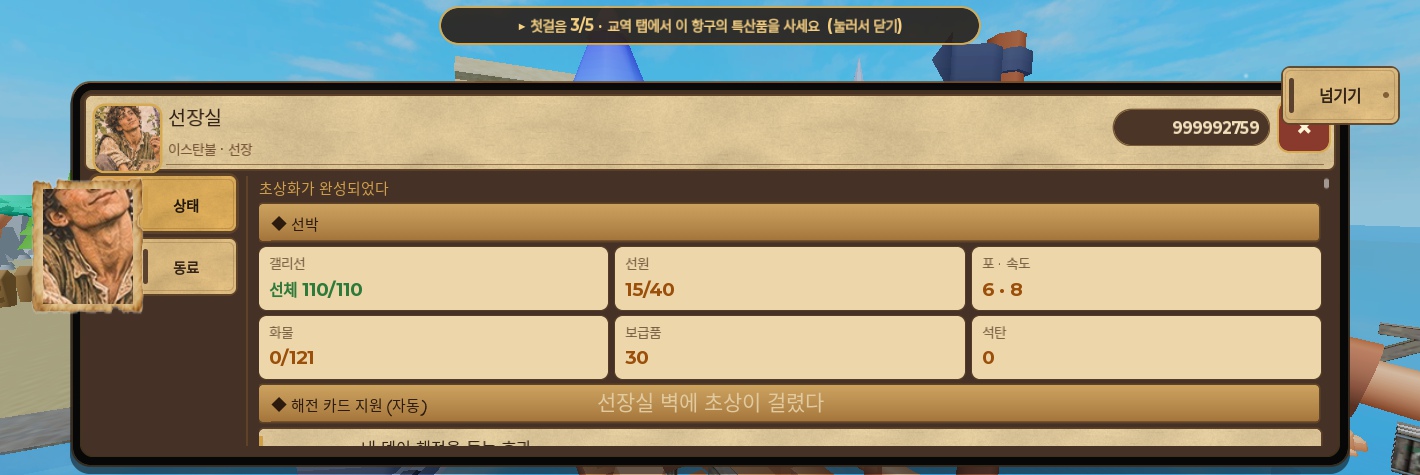 ▸ 첫걸음 3/5 · 교역 탭에서 이 항구의 특산품을 사세요 (눌러서 닫기)
넘기기
선장실
이스탄불 · 선장
999992759
×
상태
동료
초상화가 완성되었다
◆ 선박
갤리선
선체 110/110
선원
15/40
포 · 속도
6 · 8
화물
0/121
보급품
30
석탄
0
◆ 해전 카드 지원 (자동)
선장실 벽에 초상이 걸렸다